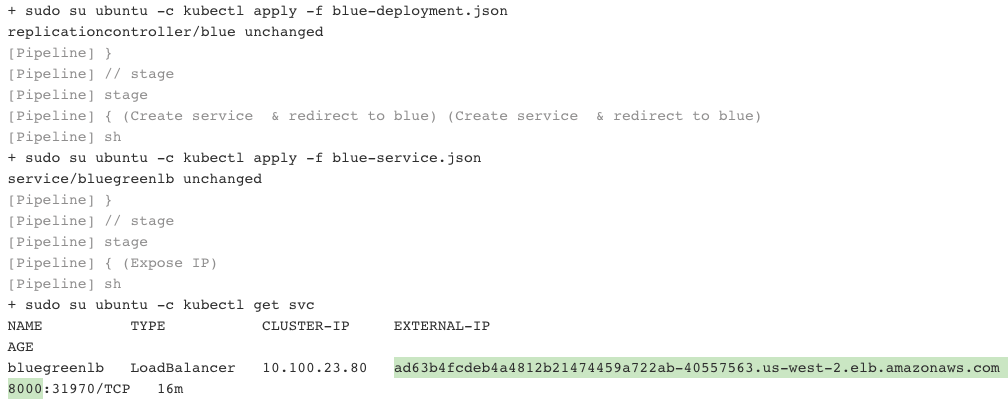 + sudo su ubuntu -c kubectl apply -f blue-deployment.json
replicationcontroller/blue unchanged
[Pipeline] }
[Pipeline] // stage
[Pipeline] stage
[Pipeline] { (Create service  & redirect to blue) (Create service  & redirect to blue)
[Pipeline] sh
+ sudo su ubuntu -c kubectl apply -f blue-service.json
service/bluegreenlb unchanged
[Pipeline] }
[Pipeline] // stage
[Pipeline] stage
[Pipeline] { (Expose IP)
[Pipeline] sh
+ sudo su ubuntu -c kubectl get svc
NAME          TYPE           CLUSTER-IP     EXTERNAL-IP
AGE
bluegreenlb   LoadBalancer   10.100.23.80   ad63b4fcdeb4a4812b21474459a722ab-40557563.us-west-2.elb.amazonaws.com
8000:31970/TCP   16m